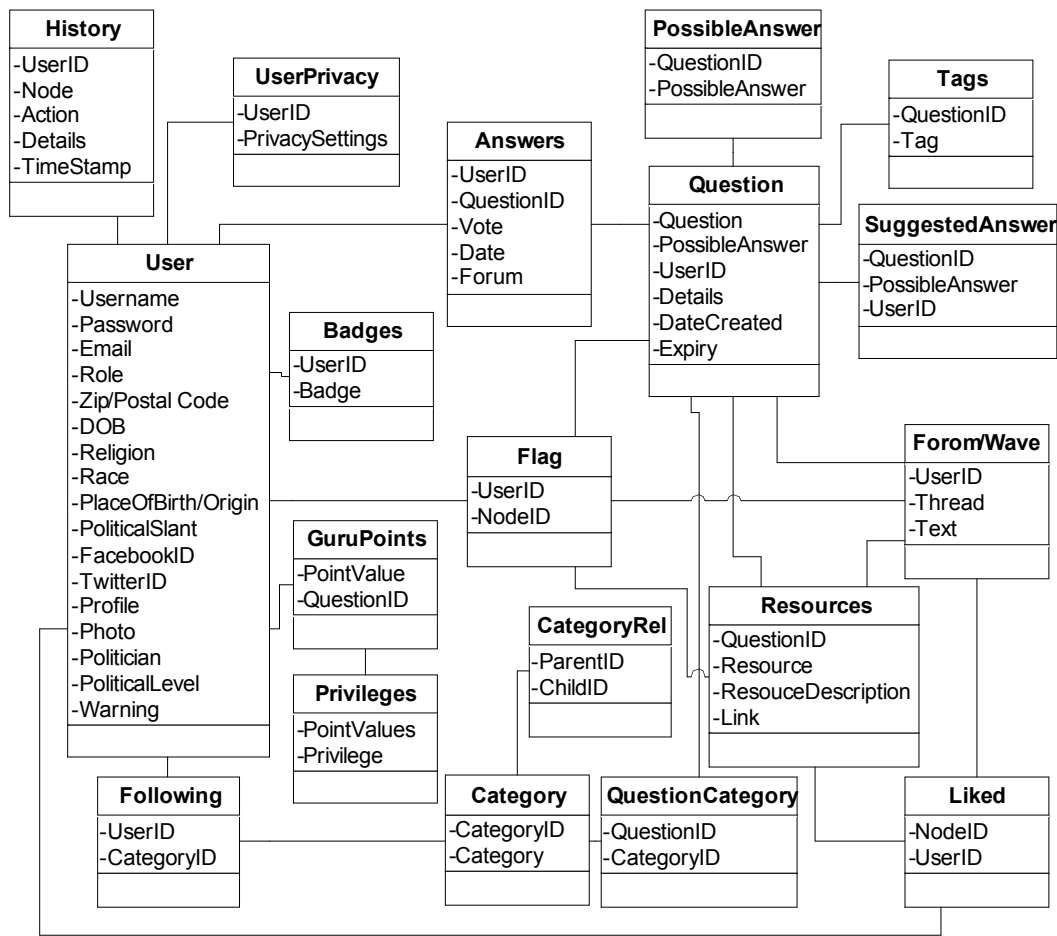 History
-UserID
-Node
-Action
-Details
-TimeStamp
UserPrivacy
-UserID
-PrivacySettings
Answers
-UserID
-QuestionID
-Vote
-Date
-Forum
PossibleAnswer
-QuestionID
-PossibleAnswer
Tags
-QuestionID
-Tag
Question
-Question
-PossibleAnswer
-UserID
-Details
-DateCreated
-Expiry
SuggestedAnswer
-QuestionID
-PossibleAnswer
-UserID
User
-Username
-Password
-Email
-Role
-Zip/Postal Code
-DOB
-Religion
-Race
-PlaceOfBirth/Origin
-PoliticalSlant
-FacebookID
-TwitterID
-Profile
-Photo
-Politician
-PoliticalLevel
-Warning
Badges
-UserID
-Badge
Flag
-UserID
-NodeID
Forom/Wave
-UserID
-Thread
-Text
GuruPoints
-PointValue
-QuestionID
CategoryRel
-ParentID
-ChildID
Resources
-QuestionID
-Resource
-ResouceDescription
-Link
Privileges
-PointValues
-Privilege
Following
-UserID
-CategoryID
Category
-CategoryID
-Category
QuestionCategory
-QuestionID
-CategoryID
Liked
-NodeID
-UserID